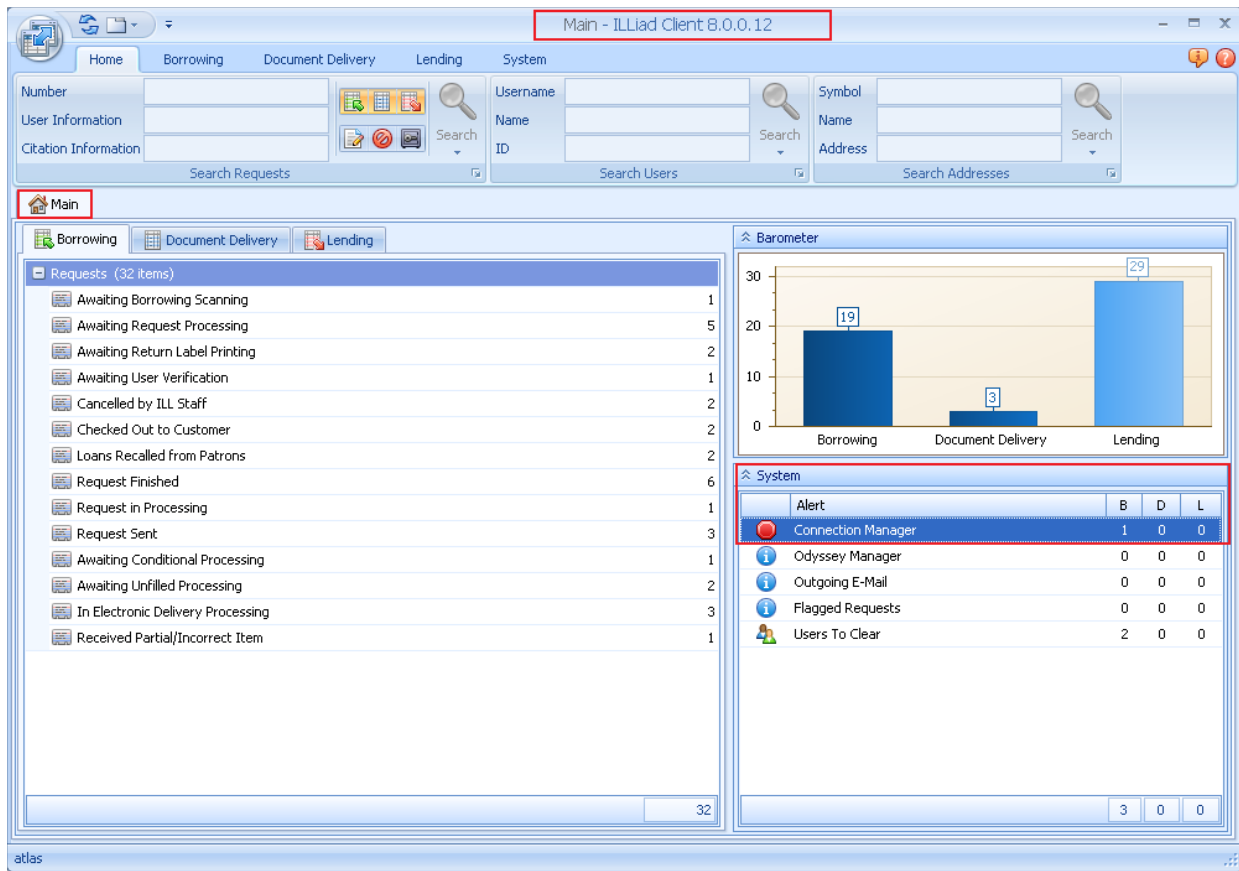 Main - ILLiad Client 8.0.0.12
Home Borrowing Document Delivery Lending System
Number
User Information
Citation Information
Search
Search Requests
Username
Name
ID
Search
Search Users
Symbol
Name
Address
Search
Search Addresses
Main
Borrowing Document Delivery Lending
Requests (32 items)
Awaiting Borrowing Scanning 1
Awaiting Request Processing 5
Awaiting Return Label Printing 2
Awaiting User Verification 1
Cancelled by ILL Staff 2
Checked Out to Customer 2
Loans Recalled from Patrons 2
Request Finished 6
Request in Processing 1
Request Sent 3
Awaiting Conditional Processing 1
Awaiting Unfilled Processing 2
In Electronic Delivery Processing 3
Received Partial/Incorrect Item 1
32
Barometer
30
20
10
0
19
3
29
Borrowing Document Delivery Lending
System
Alert B D L
Connection Manager 1 0 0
Odyssey Manager 0 0 0
Outgoing E-Mail 0 0 0
Flagged Requests 0 0 0
Users To Clear 2 0 0
3 0 0
atlas